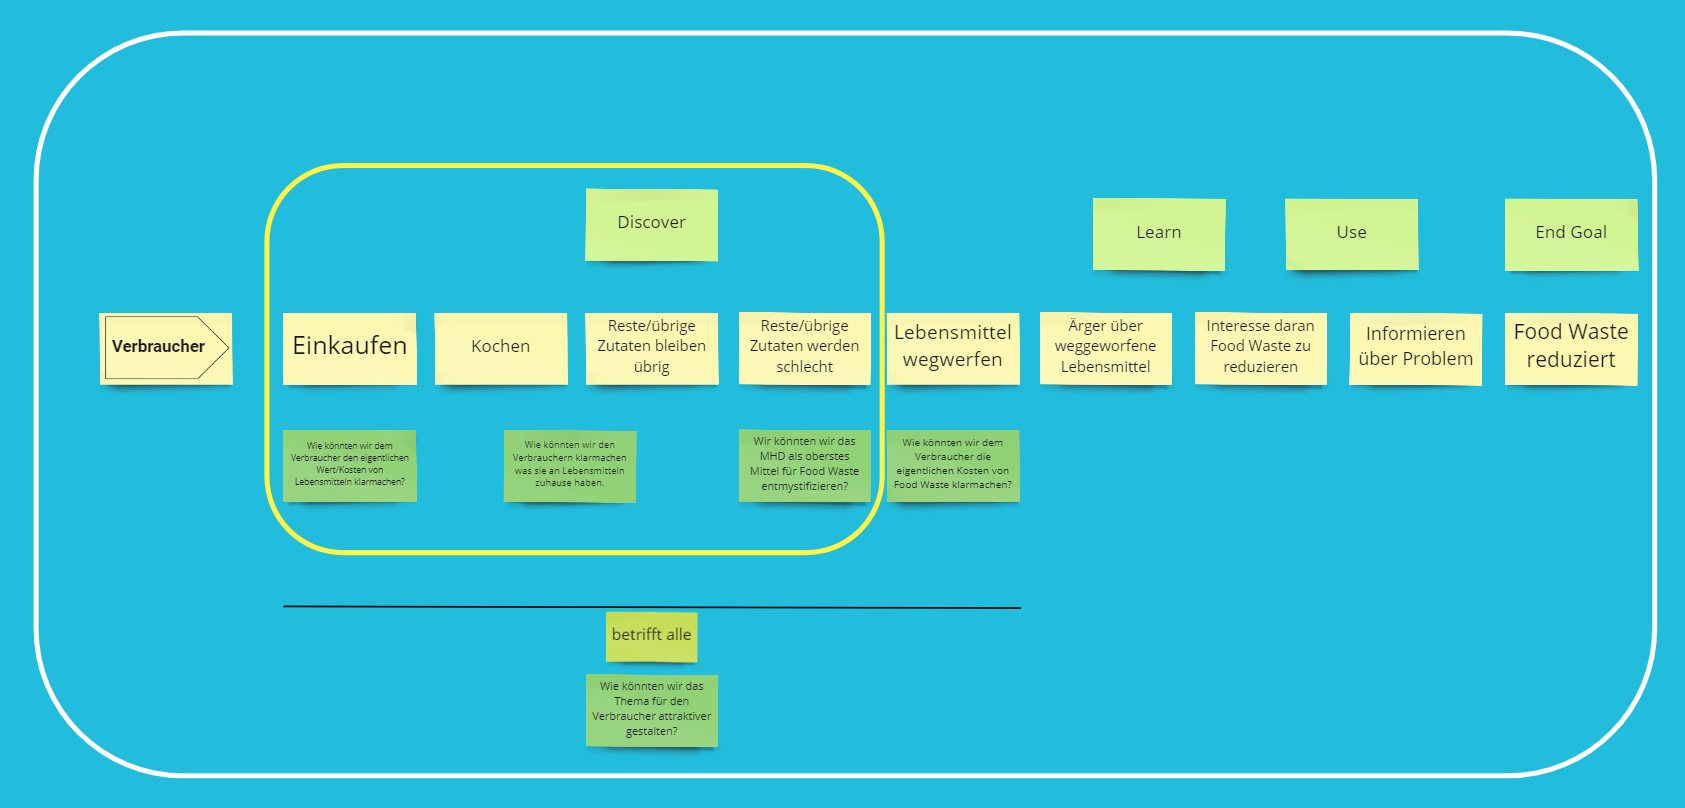 Discover
Learn
Use
End Goal
Verbraucher
Einkaufen
Kochen
Reste/übrige
Zutaten bleiben
übrig
Reste/übrige
Zutaten werden
schlecht
Lebensmittel
wegwerfen
Ärger über
weggeworfene
Lebensmittel
Interesse daran
Food Waste zu
reduzieren
Informieren
über Problem
Food Waste
reduziert
Wie könnten wir dem
Verbraucher den eigentlichen
Wert/Kosten von
Lebensmitteln klarmachen?
Wie könnten wir den
Verbrauchern klarmachen
was sie an Lebensmitteln
zuhause haben.
Wir könnten wir das
MHD als oberstes
Mittel für Food Waste
entmystifizieren?
Wie könnten wir dem
Verbraucher die
eigentlichen Kosten von
Food Waste klarmachen?
betrifft alle
Wie könnten wir das
Thema für den
Verbraucher attraktiver
gestalten?